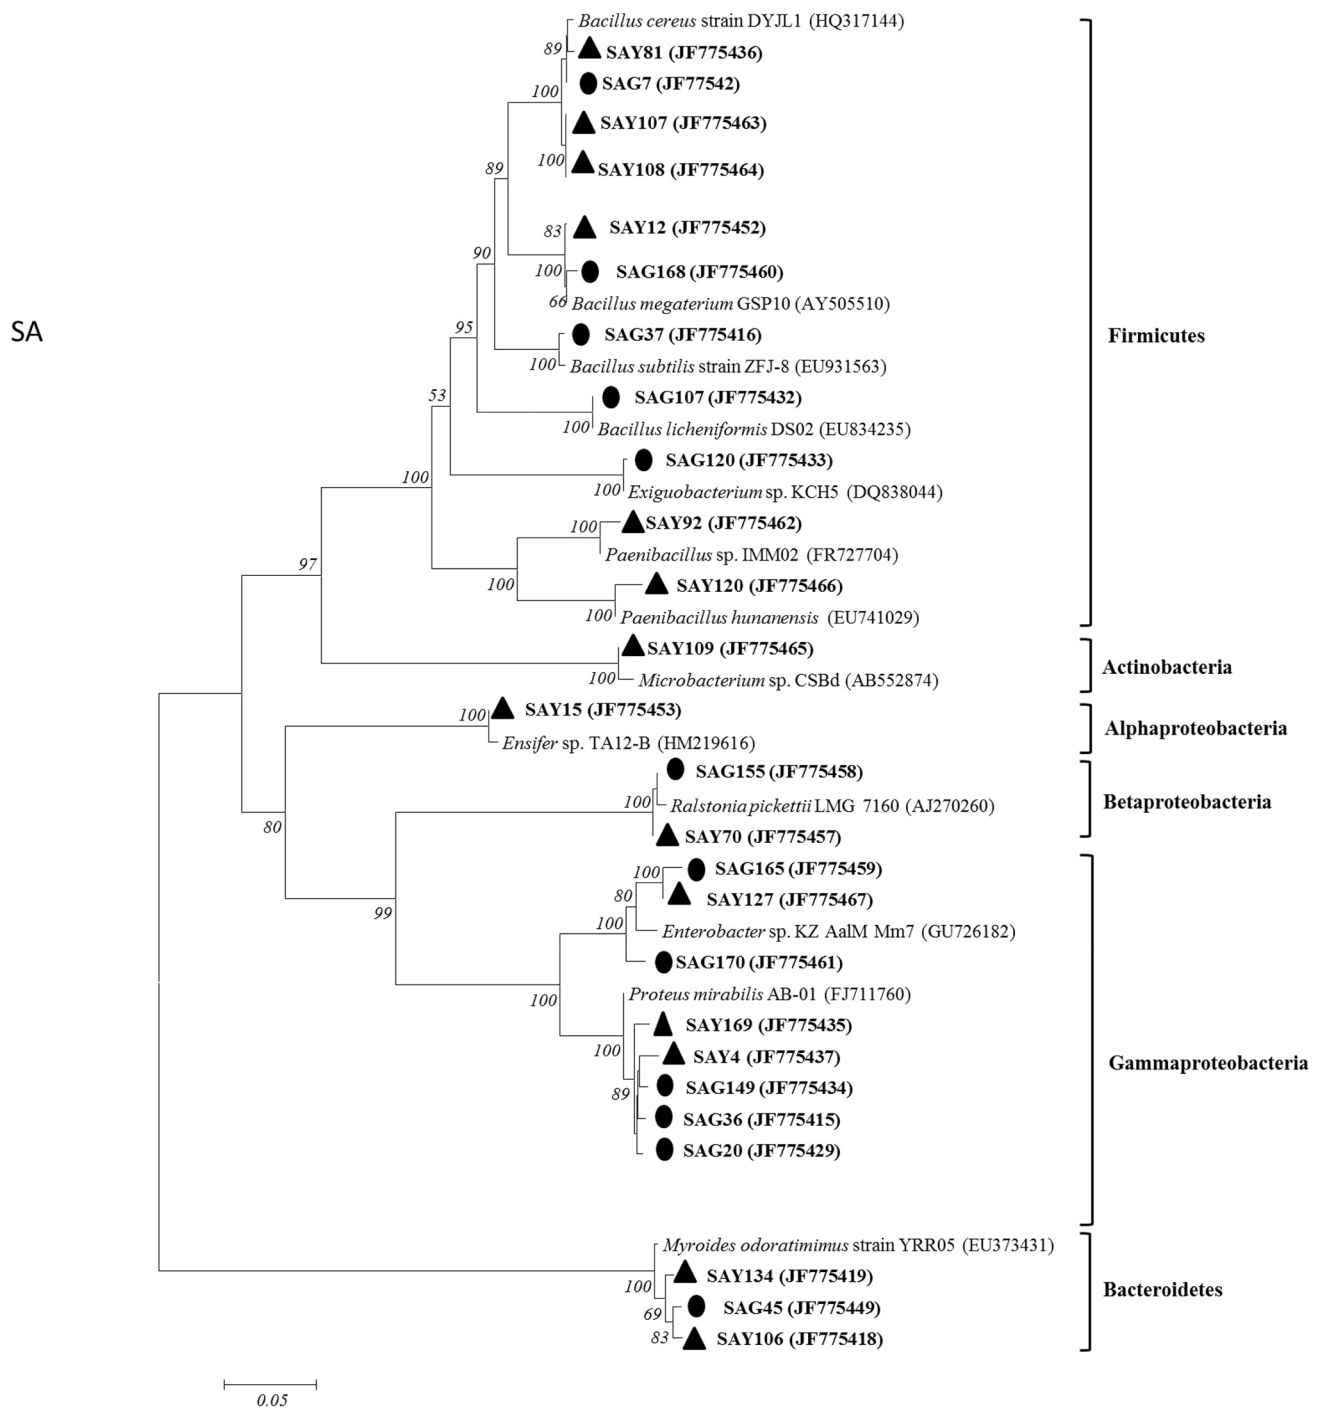 Bacillus cereus strain DYJL1 (HQ317144)
89
SAY81 (JF775436)
SAG7 (JF77542)
100
SAY107 (JF775463)
100
SAY108 (JF775464)
89
83
SAY12 (JF775452)
90
100
SAG168 (JF775460)
66
Bacillus megaterium GSP10 (AY505510)
SA
95
SAG37 (JF775416)
Firmicutes
100
Bacillus subtilis strain ZFJ-8 (EU931563)
53
SAG107 (JF775432)
100
Bacillus licheniformis DS02 (EU834235)
SAG120 (JF775433)
100
100
Exiguobacterium sp. KCH5 (DQ838044)
100
SAY92 (JF775462)
Paenibacillus sp. IMM02 (FR727704)
97
100
SAY120 (JF775466)
100
Paenibacillus hunanensis (EU741029)
SAY109 (JF775465)
Actinobacteria
100
Microbacterium sp. CSBd (AB552874)
100
SAY15 (JF775453)
Alphaproteobacteria
Ensifer sp. TA12-B (HM219616)
SAG155 (JF775458)
100
Ralstonia pickettii LMG 7160 (AJ270260)
Betaproteobacteria
80
SAY70 (JF775457)
100
SAG165 (JF775459)
80
SAY127 (JF775467)
99
100
Enterobacter sp. KZ AalM Mm7 (GU726182)
SAG170 (JF775461)
100
Proteus mirabilis AB-01 (FJ711760)
SAY169 (JF775435)
100
SAY4 (JF775437)
Gammaproteobacteria
89
SAG149 (JF775434)
SAG36 (JF775415)
SAG20 (JF775429)
Myroides odoratimimus strain YRR05 (EU373431)
100
SAY134 (JF775419)
Bacteroidetes
69
SAG45 (JF775449)
83
SAY106 (JF775418)
0.05